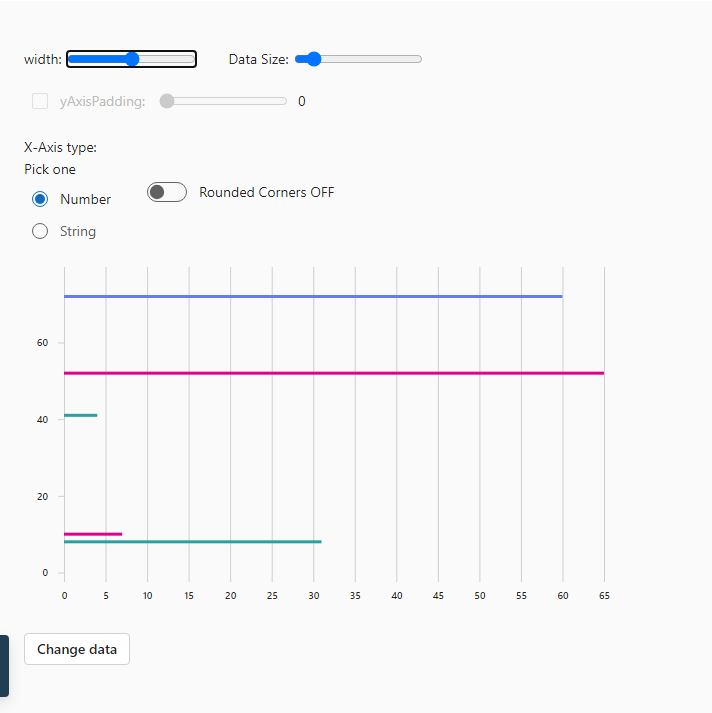 width: Data Size:
yAxisPadding: 0
X-Axis type:
Pick one
Number
Rounded Corners OFF
String
60
40
20
0
0 5 10 15 20 25 30 35 40 45 50 55 60 65
Change data